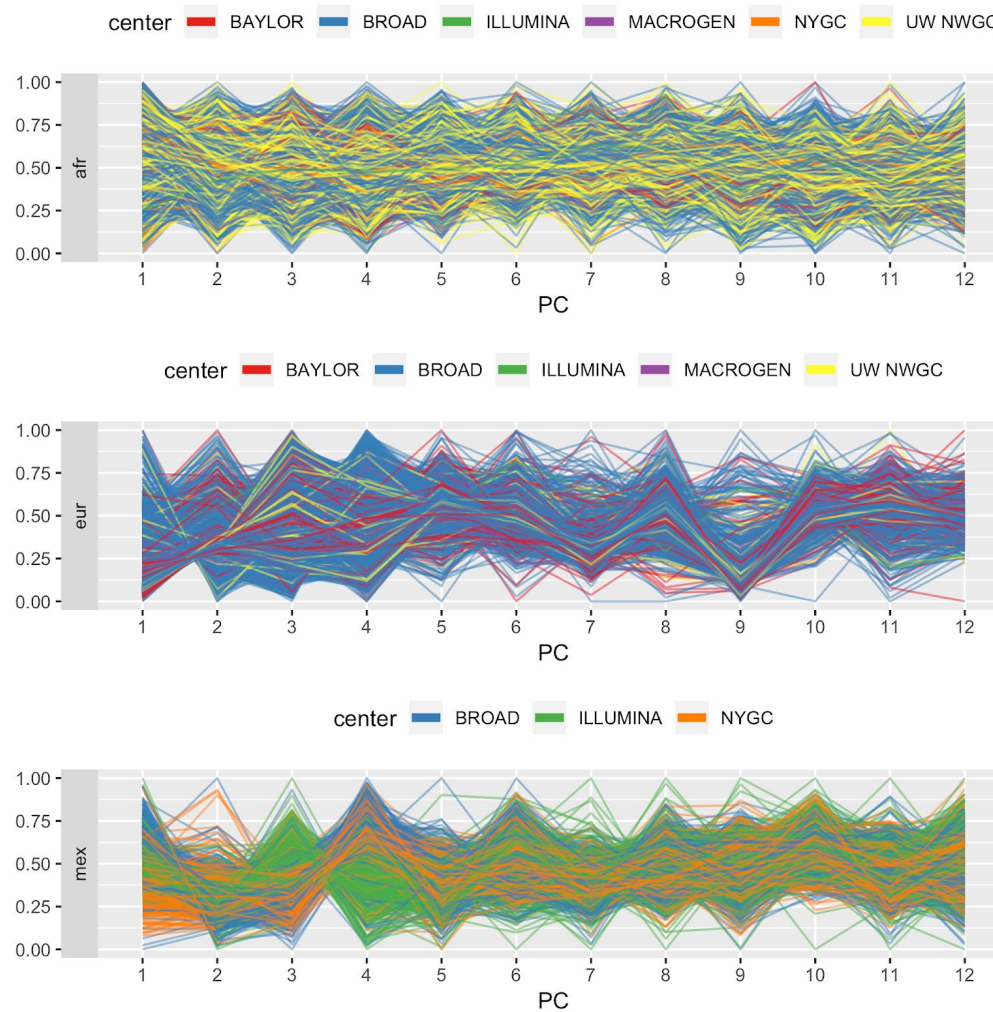 center BAYLOR BROAD ILLUMINA MACROGEN NYGC UW NWGC
1.00
0.75
0.50
0.25
0.00
afr
1 2 3 4 5 6 7 8 9 10 11 12
PC
center BAYLOR BROAD ILLUMINA MACROGEN UW NWGC
1.00
0.75
0.50
0.25
0.00
eur
1 2 3 4 5 6 7 8 9 10 11 12
PC
center BROAD ILLUMINA NYGC
1.00
0.75
0.50
0.25
0.00
mex
1 2 3 4 5 6 7 8 9 10 11 12
PC